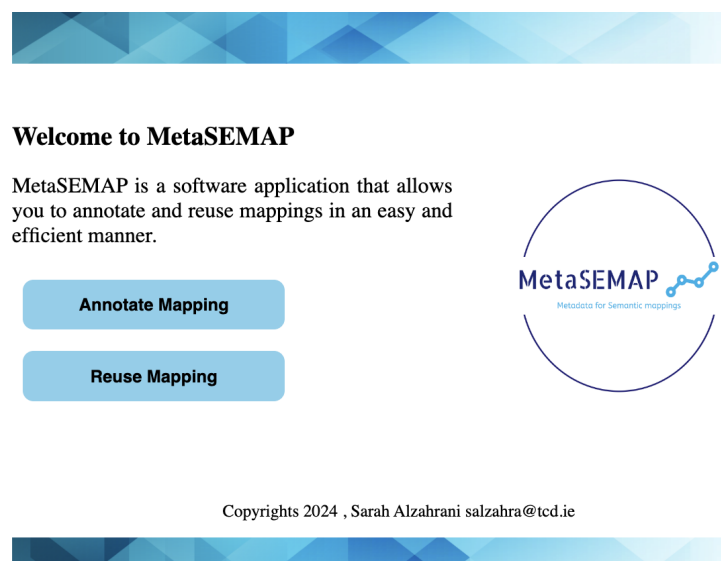 Welcome to MetaSEMAP
MetaSEMAP is a software application that allows
you to annotate and reuse mappings in an easy and
efficient manner.
Annotate Mapping
Reuse Mapping
MetaSEMAP
Metadata for Semantic mappings
Copyrights 2024 , Sarah Alzahrani salzahra@tcd.ie